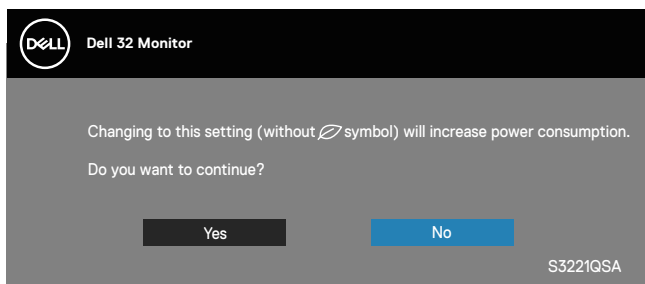 DELL
Dell 32 Monitor
Changing to this setting (without symbol) will increase power consumption.
Do you want to continue?
Yes
No
S3221QSA